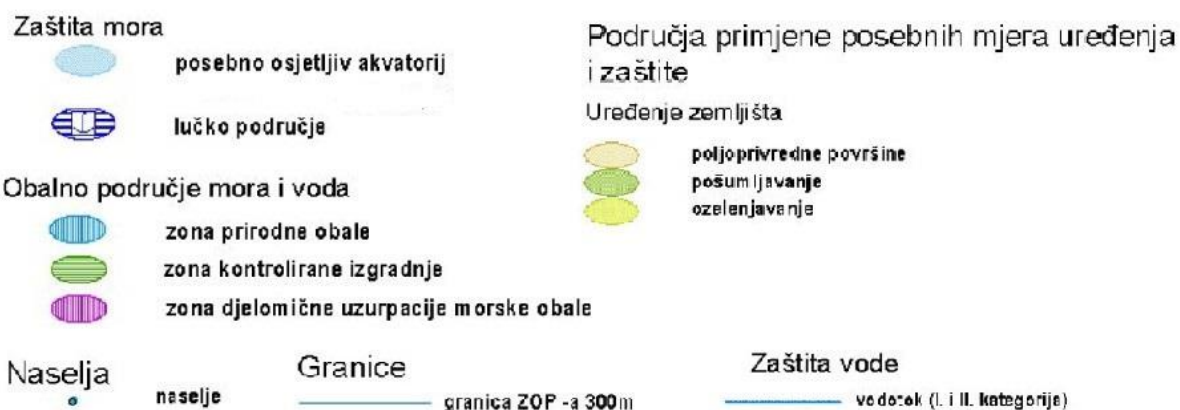 Zaštita mora
posebno osjetljiv akvatorij
lučko područje
Obalno područje mora i voda
zona prirodne obale
zona kontrolirane izgradnje
zona djelomične uzurpacije morske obale
Područja primjene posebnih mjera uređenja
i zaštite
Uređenje zemljišta
poljoprivredne površine
pošumljavanje
ozelenjavanje
Naselja
naselje
Granice
granica ZOP -a 300m
Zaštita vode
vodotok (I. i II. kategorija)